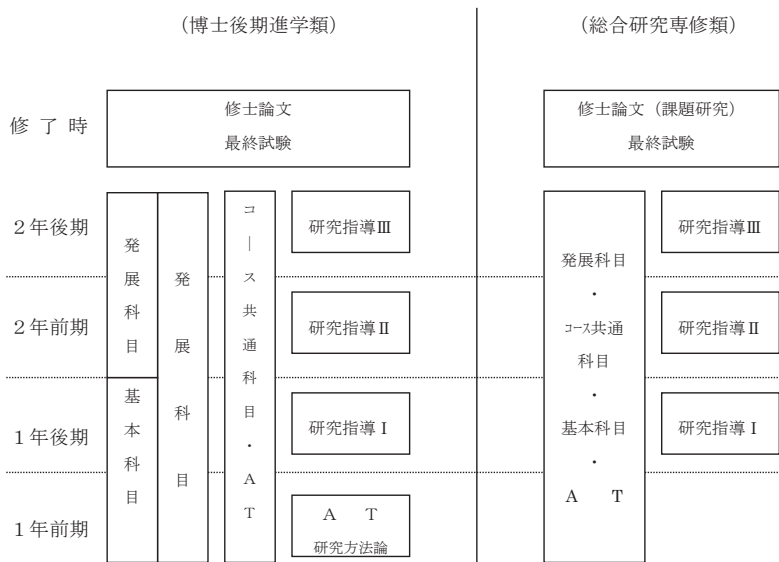 （博士後期進学類）
（総合研究専修類）
修 了 時
修士論文
最終試験
修士論文（課題研究）
最終試験
２年後期
２年前期
１年後期
１年前期
発展科目
基本科目
発展科目
コース共通科目・ＡＴ
研究指導Ⅲ
研究指導Ⅱ
研究指導Ⅰ
Ａ　Ｔ
研究方法論
発展科目
・
コース共通
科目
・
基本科目
・
Ａ　Ｔ
研究指導Ⅲ
研究指導Ⅱ
研究指導Ⅰ